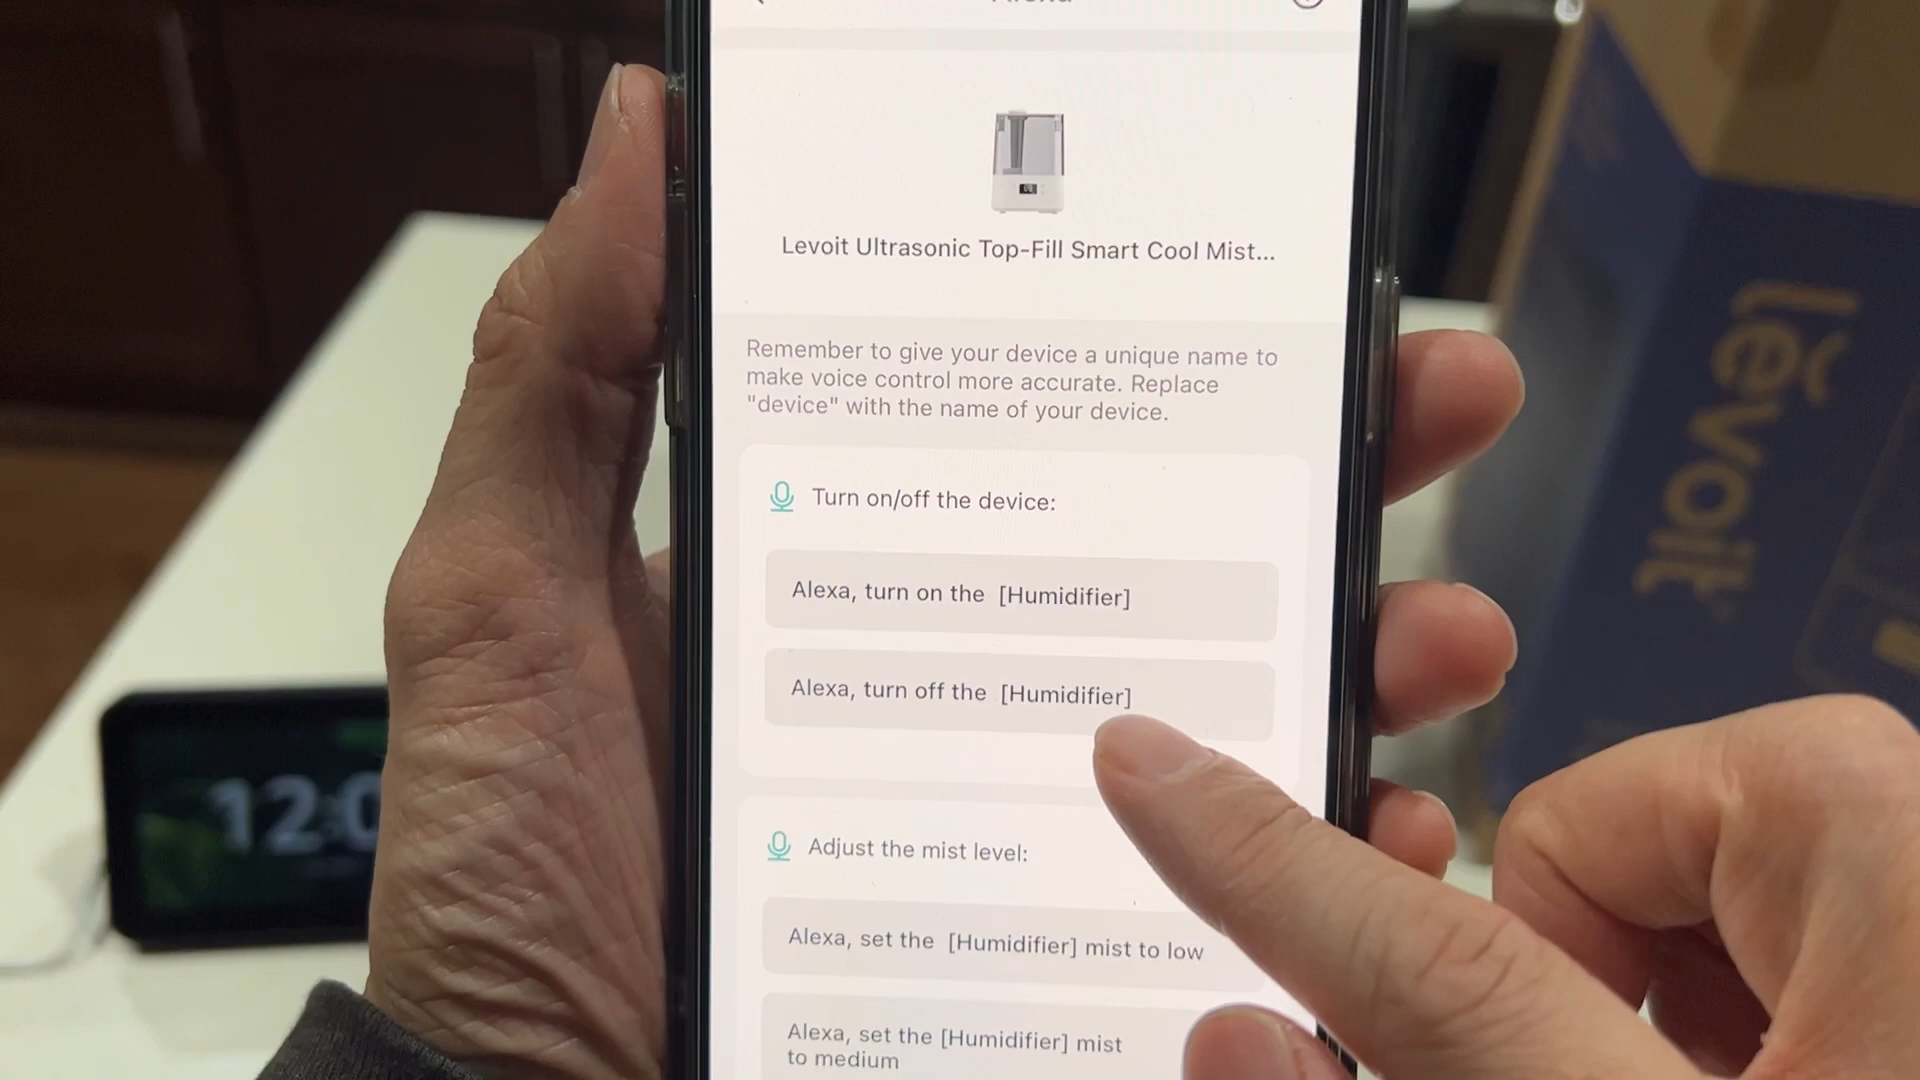 Alexa
Levoit Ultrasonic Top-Fill Smart Cool Mist...
Remember to give your device a unique name to
make voice control more accurate. Replace
"device" with the name of your device.
Turn on/off the device:
Alexa, turn on the [Humidifier]
Alexa, turn off the [Humidifier]
Adjust the mist level:
Alexa, set the [Humidifier] mist to low
Alexa, set the [Humidifier] mist
to medium
12:0
levoit